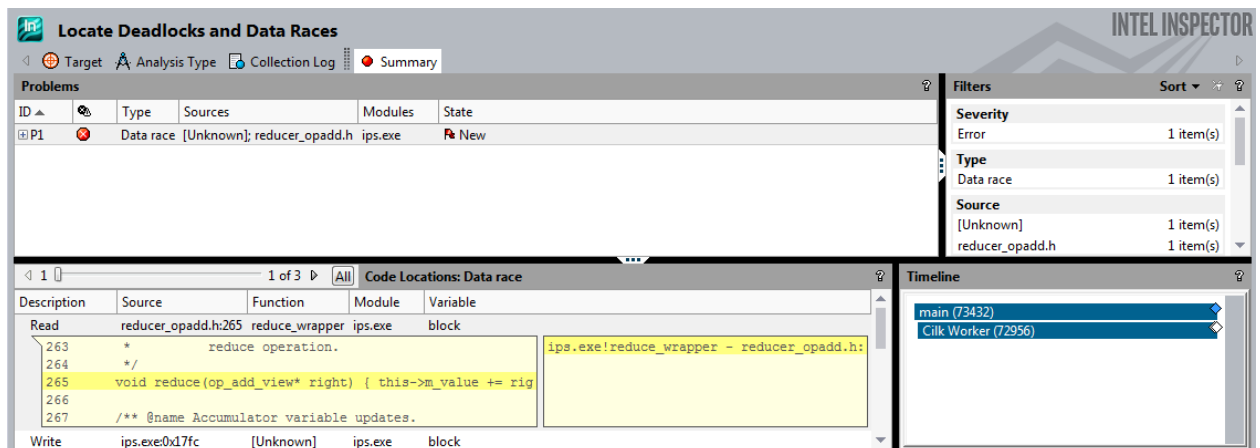 In
Locate Deadlocks and Data Races
INTEL INSPECTOR
Target Analysis Type Collection Log Summary
Problems ?
ID Type Sources Modules State
P1 Data race [Unknown]; reducer_opadd.h ips.exe New
Filters Sort ?
Severity
Error 1 item(s)
Type
Data race 1 item(s)
Source
[Unknown] 1 item(s)
reducer_opadd.h 1 item(s)
1 1 of 3 All Code Locations: Data race ?
Description Source Function Module Variable
Read reducer_opadd.h:265 reduce_wrapper ips.exe block
263 * reduce operation.
264 */
265 void reduce(op_add_view* right) { this->m_value += rig
266
267 /** @name Accumulator variable updates.
ips.exe!reduce_wrapper - reducer_opadd.h:
Write ips.exe:0x17fc [Unknown] ips.exe block
Timeline ?
main (73432)
Cilk Worker (72956)